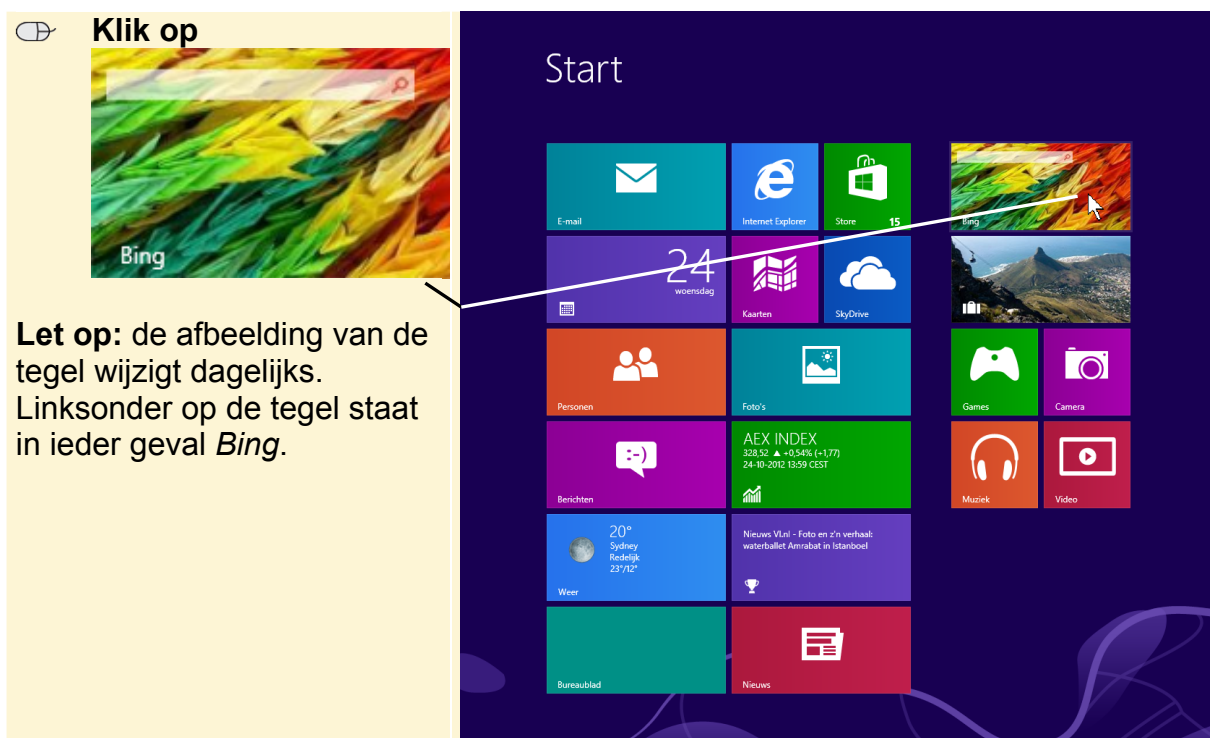 Klik op
Bing
Let op: de afbeelding van de
tegel wijzigt dagelijks.
Linksonder op de tegel staat
in ieder geval Bing.
Start
E-mail
Internet Explorer
Store 15
Bing
24
woensdag
Kaarten
SkyDrive
Personen
Foto's
Games
Camera
Berichten
:-)
AEX INDEX
328,52 ▲ +0,54% (+1,77)
24-10-2012 13:59 CEST
Muziek
Video
20°
Sydney
Redelijk
23°/12°
Weer
Nieuws VI.nl - Foto en z'n verhaal:
waterballet Amrabat in Istanboel
Bureaublad
Nieuws